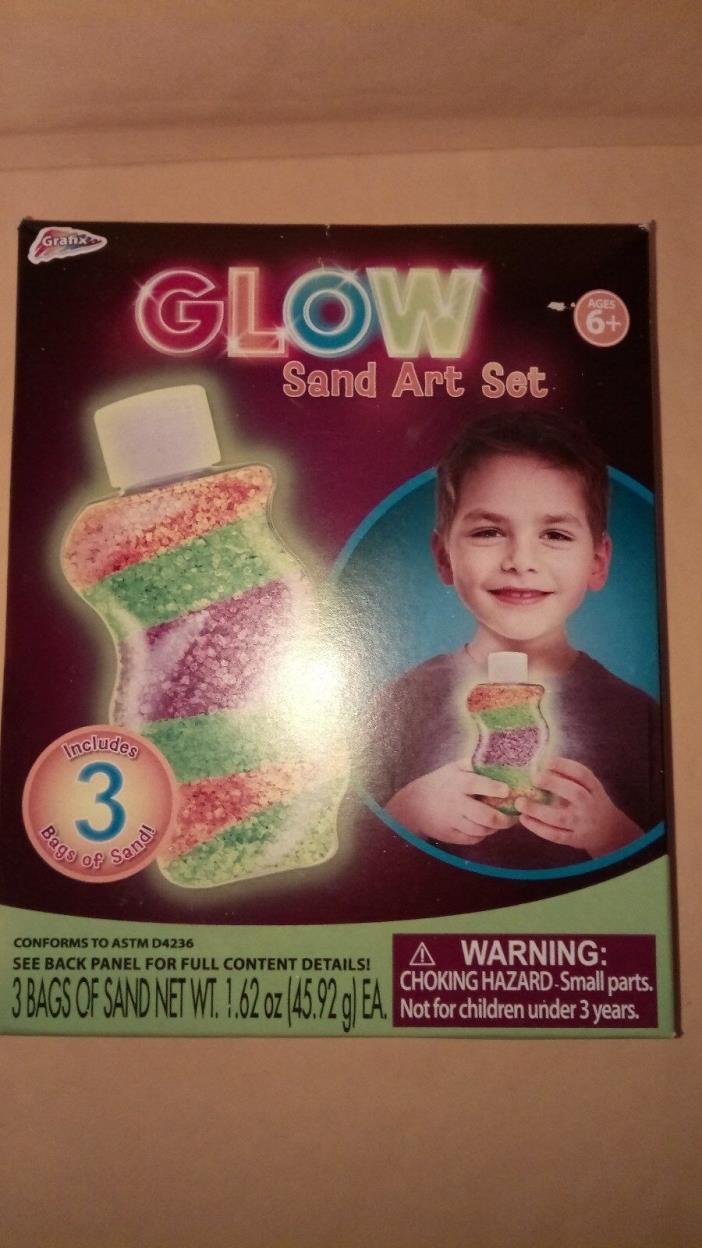 Grafix
GLOW
Sand Art Set
AGES
6+
Includes
3
Bags of Sand!
CONFORMS TO ASTM D4236
SEE BACK PANEL FOR FULL CONTENT DETAILS!
3 BAGS OF SAND NET WT. 1.62 oz (45.92 g) EA.
⚠ WARNING:
CHOKING HAZARD - Small parts.
Not for children under 3 years.